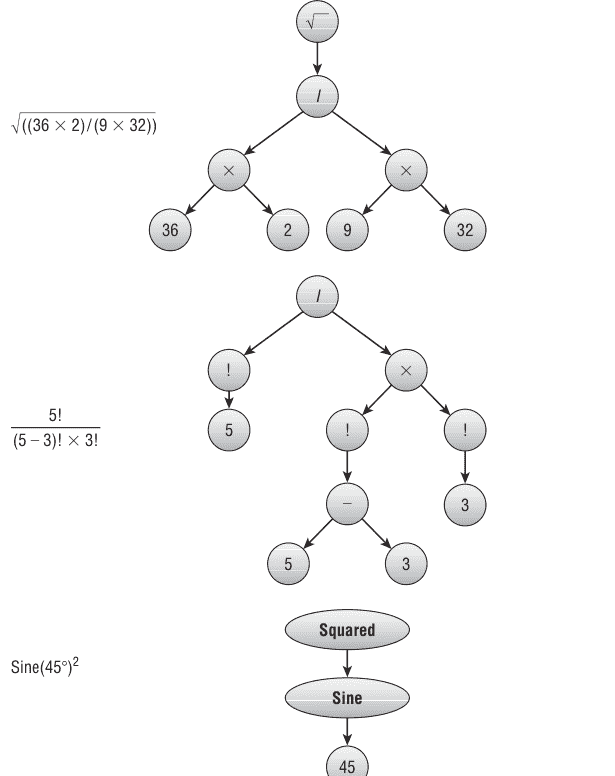 √
/
√((36 × 2)/(9 × 32))
× ×
36 2 9 32
/
! ×
5!
(5 – 3)! × 3!
5 ! !
– 3
5 3
Squared
Sine(45°)²
Sine
45